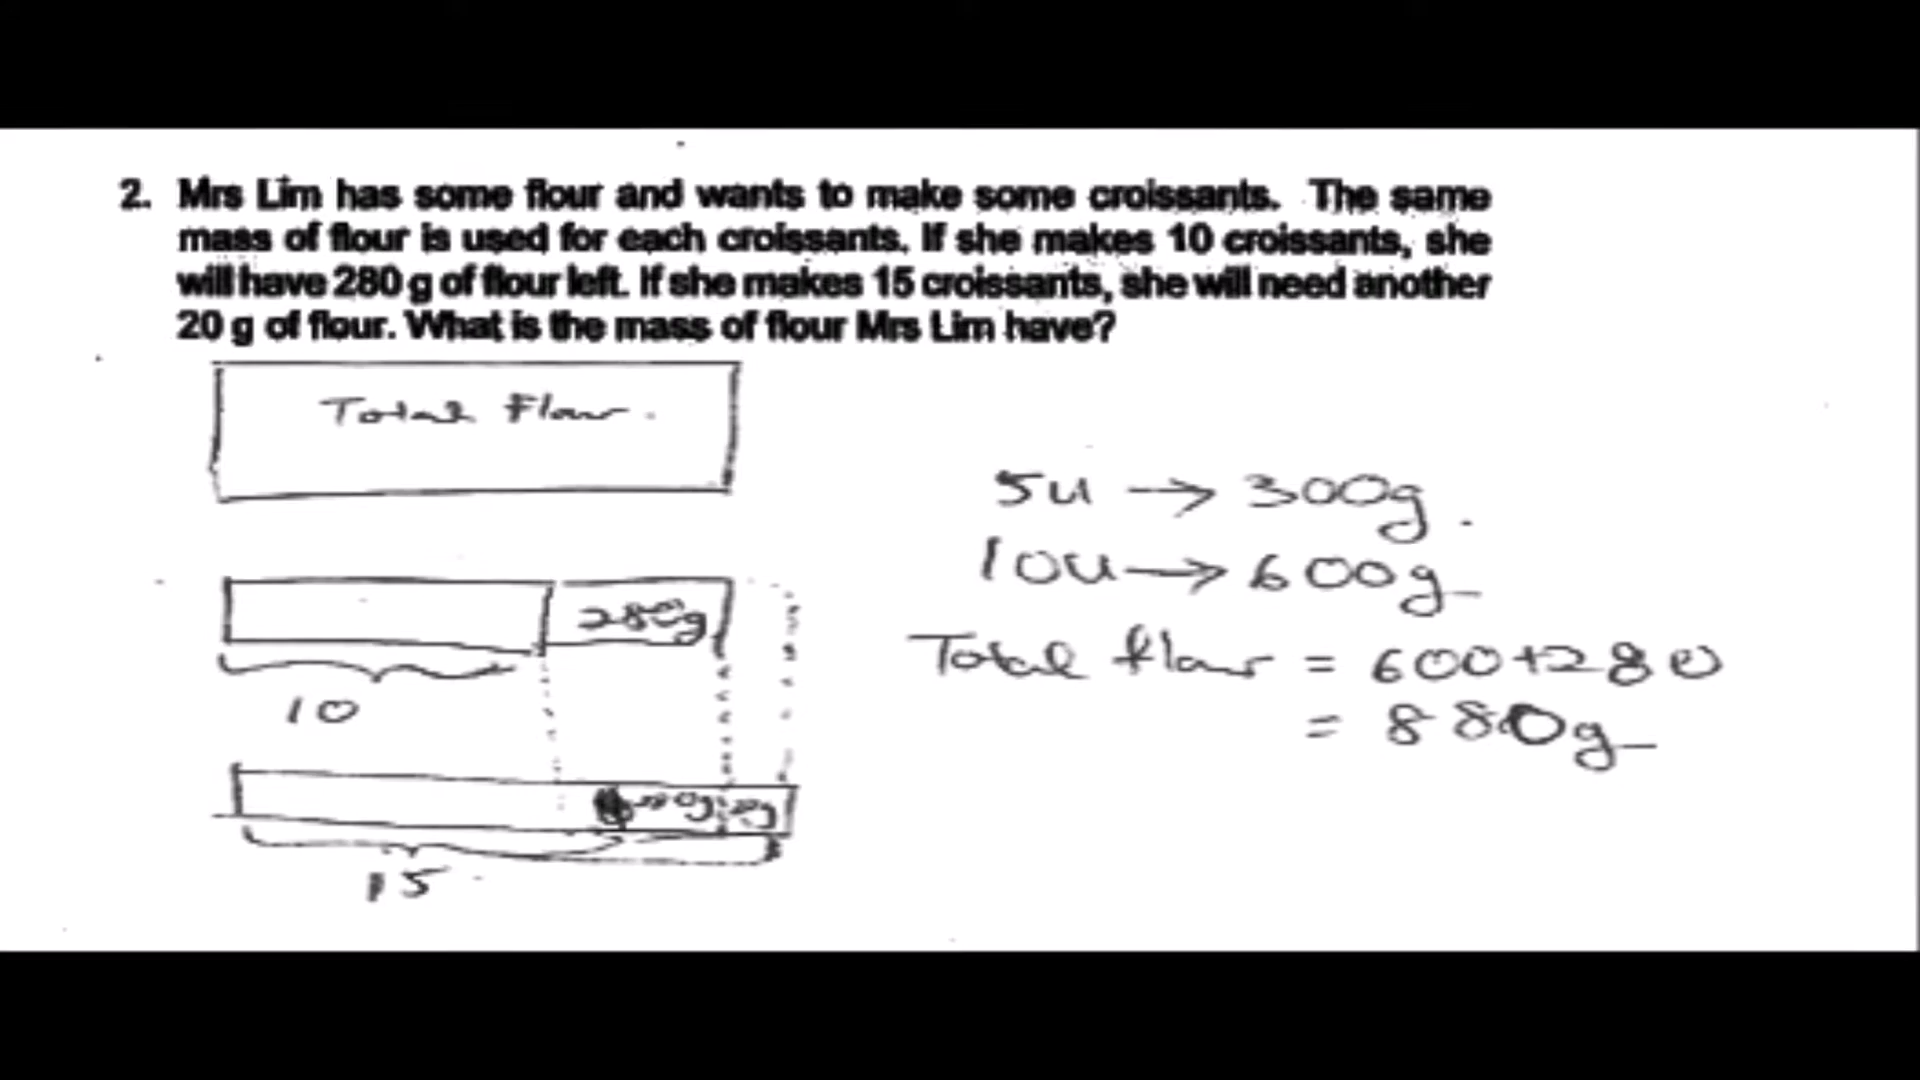 2. Mrs Lim has some flour and wants to make some croissants. The same
mass of flour is used for each croissants. If she makes 10 croissants, she
will have 280 g of flour left. If she makes 15 croissants, she will need another
20 g of flour. What is the mass of flour Mrs Lim have?
Total flour.
5u → 300g.
10u → 600g
280g
Total flour = 600+280
= 880g
10
15